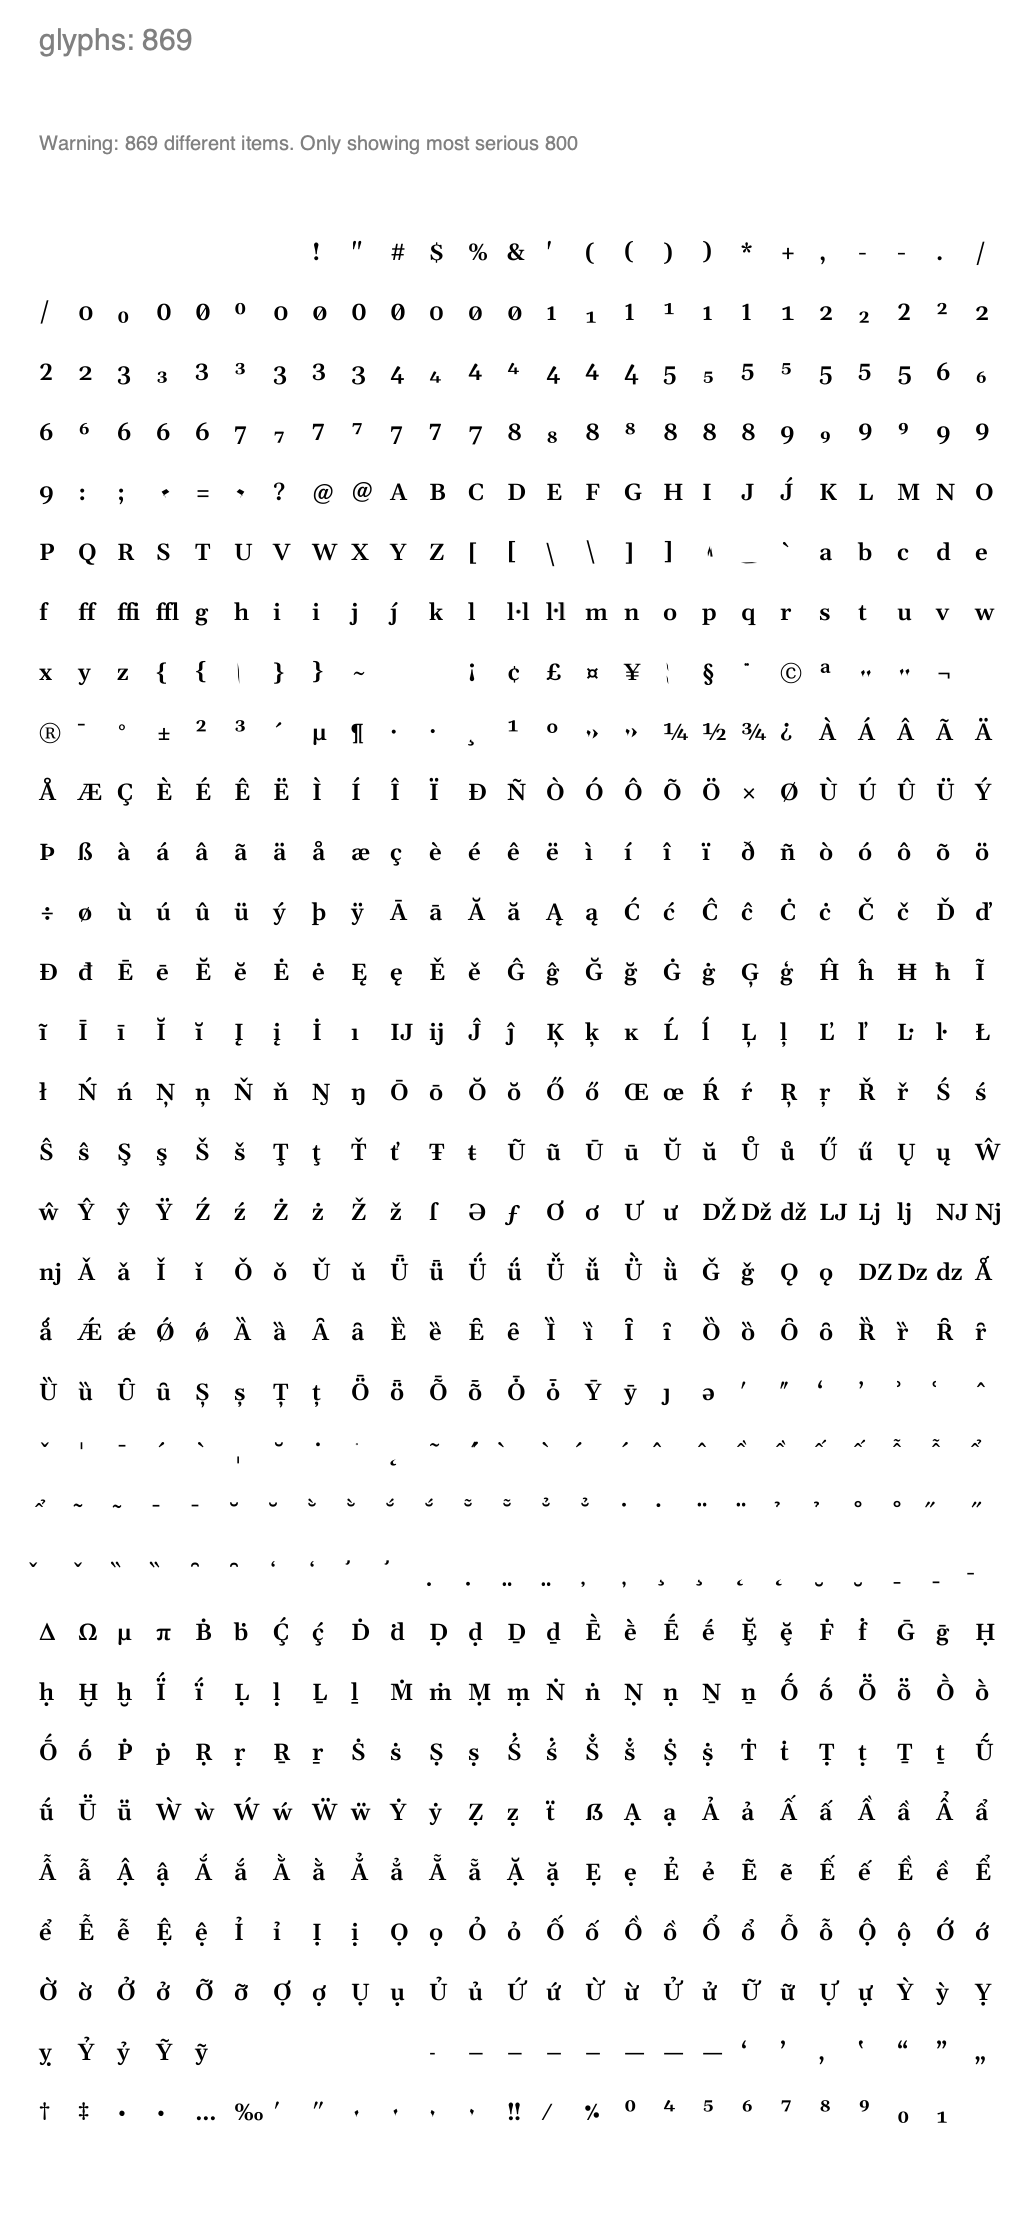 glyphs: 869
Warning: 869 different items. Only showing most serious 800
! " # $ % & ' ( ( ) ) * + , - - . /
/ 0 ₀ 0 0 ⁰ 0 0 0 0 0 0 0 1 ₁ 1 ¹ 1 1 1 2 ₂ 2 ² 2
2 2 3 ₃ 3 ³ 3 3 3 4 ₄ 4 ⁴ 4 4 4 5 ₅ 5 ⁵ 5 5 5 6 ₆
6 ⁶ 6 6 6 7 ₇ 7 ⁷ 7 7 7 8 ₈ 8 ⁸ 8 8 8 9 ₉ 9 ⁹ 9 9
9 : ; = ? @ @ A B C D E F G H I J J́ K L M N O
P Q R S T U V W X Y Z [ [ \ \ ] ] _ ` a b c d e
f ff ffi ffl g h i i j j́ k l l·l l·l m n o p q r s t u v w
x y z { { } } ~ ¡ ¢ £ ¤ ¥ ¦ § ¨ © ª ¬
® ¯ ° ± ² ³ ´ µ ¶ · · ¸ ¹ º ¼ ½ ¾ ¿ À Á Â Ã Ä
Å Æ Ç È É Ê Ë Ì Í Î Ï Ð Ñ Ò Ó Ô Õ Ö × Ø Ù Ú Û Ü Ý
Þ ß à á â ã ä å æ ç è é ê ë ì í î ï ð ñ ò ó ô õ ö
÷ ø ù ú û ü ý þ ÿ Ā ā Ă ă Ą ą Ć ć Ĉ ĉ Ċ ċ Č č Ď ď
Đ đ Ē ē Ĕ ĕ Ė ė Ę ę Ě ě Ĝ ĝ Ğ ğ Ġ ġ Ģ ģ Ĥ ĥ Ħ ħ Ĩ
ĩ Ī ī Ĭ ĭ Į į İ ı IJ ij Ĵ ĵ Ķ ķ ĸ Ĺ ĺ Ļ ļ Ľ ľ Ŀ ŀ Ł
ł Ń ń Ņ ņ Ň ň Ŋ ŋ Ō ō Ŏ ŏ Ő ő Œ œ Ŕ ŕ Ŗ ŗ Ř ř Ś ś
Ŝ ŝ Ş ş Š š Ţ ţ Ť ť Ŧ ŧ Ũ ũ Ū ū Ŭ ŭ Ů ů Ű ű Ų ų Ŵ
ŵ Ŷ ŷ Ÿ Ź ź Ż ż Ž ž ſ Ə ƒ Ơ ơ Ư ư DŽ Dž dž LJ Lj lj NJ Nj
nj Ǎ ǎ Ǐ ǐ Ǒ ǒ Ǔ ǔ Ǖ ǖ Ǘ ǘ Ǚ ǚ Ǜ ǜ Ǧ ǧ Ǫ ǫ DZ Dz dz Ǻ
ǻ Ǽ ǽ Ǿ ǿ Ȁ ȁ Ȃ ȃ Ȅ ȅ Ȇ ȇ Ȉ ȉ Ȋ ȋ Ȍ ȍ Ȏ ȏ Ȑ ȑ Ȓ ȓ
Ȕ ȕ Ȗ ȗ Ș ș Ț ț Ȫ ȫ Ȭ ȭ Ȱ ȱ Ȳ ȳ ȷ ə ʹ ʺ ʻ ʼ ʾ ʿ ˆ
ˇ ˈ ˉ ˊ ˋ ˌ ˘ ˙ ˛ ˜
∆ Ω μ π Ḃ ḃ Ḉ ḉ Ḋ ḋ Ḍ ḍ Ḏ ḏ Ḕ ḕ Ḗ ḗ Ḝ ḝ Ḟ ḟ Ḡ ḡ Ḥ
ḥ Ḫ ḫ Ḯ ḯ Ḷ ḷ Ḻ ḻ Ṁ ṁ Ṃ ṃ Ṅ ṅ Ṇ ṇ Ṉ ṉ Ṍ ṍ Ṏ ṏ Ṑ ṑ
Ṓ ṓ Ṗ ṗ Ṛ ṛ Ṟ ṟ Ṡ ṡ Ṣ ṣ Ṥ ṥ Ṧ ṧ Ṩ ṩ Ṫ ṫ Ṭ ṭ Ṯ ṯ Ṹ
ṹ Ṻ ṻ Ẁ ẁ Ẃ ẃ Ẅ ẅ Ẏ ẏ Ẓ ẓ ẗ ẞ Ạ ạ Ả ả Ấ ấ Ầ ầ Ẩ ẩ
Ẫ ẫ Ậ ậ Ắ ắ Ằ ằ Ẳ ẳ Ẵ ẵ Ặ ặ Ẹ ẹ Ẻ ẻ Ẽ ẽ Ế ế Ề ề Ể
ể Ễ ễ Ệ ệ Ỉ ỉ Ị ị Ọ ọ Ỏ ỏ Ố ố Ồ ồ Ổ ổ Ỗ ỗ Ộ ộ Ớ ớ
Ờ ờ Ở ở Ỡ ỡ Ợ ợ Ụ ụ Ủ ủ Ứ ứ Ừ ừ Ử ử Ữ ữ Ự ự Ỳ ỳ Ỵ
ỵ Ỷ ỷ Ỹ ỹ - – – – – — — — ‘ ’ ‚ ‛ “ ” „
† ‡ • • … ‰ ′ ″ ‼ ⁄ ⁒ ⁰ ⁴ ⁵ ⁶ ⁷ ⁸ ⁹ ₀ ₁